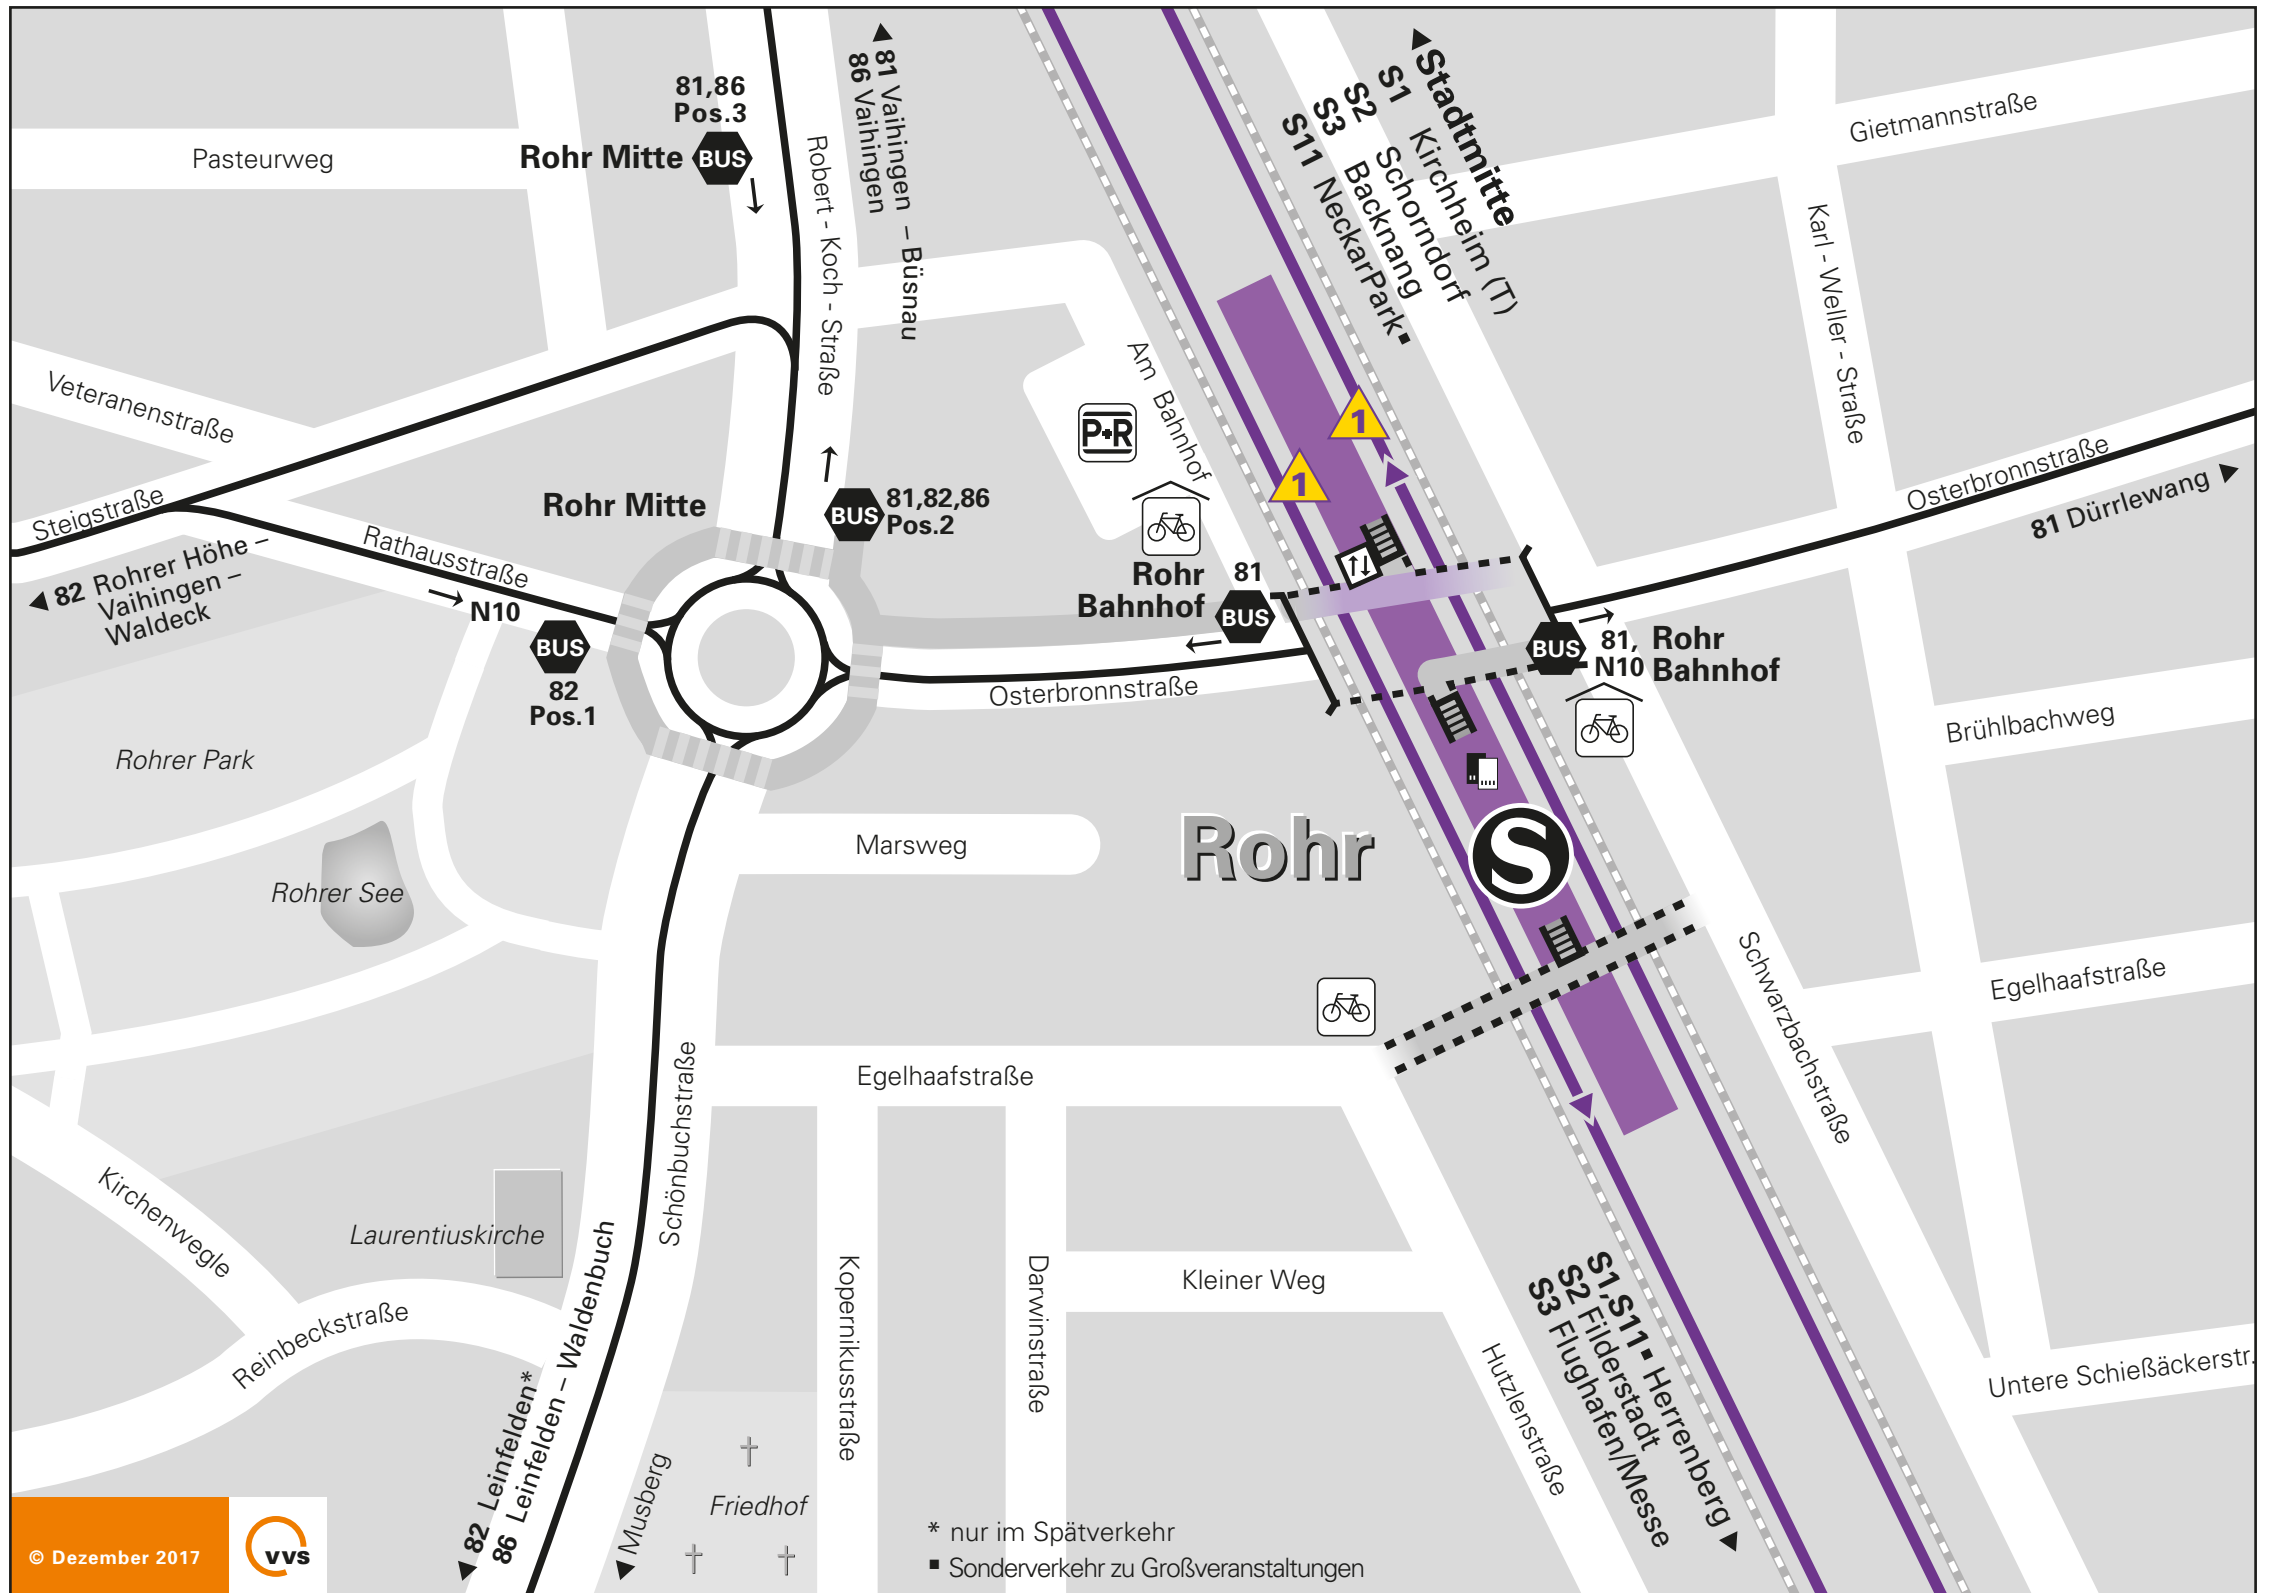 81,86
Pos.3
Rohr Mitte
BUS
Pasteurweg
Robert - Koch - Straße
81 Vaihingen – Büsnau
86 Vaihingen
Stadtmitte
S1 Kirchheim (T)
S2 Schorndorf
S3 Backnang
S11 NeckarPark▪
Gietmannstraße
Karl - Weller - Straße
Veteranenstraße
Steigstraße
Rathausstraße
82 Rohrer Höhe –
Vaihingen –
Waldeck
N10
BUS
82
Pos.1
Rohr Mitte
BUS
81,82,86
Pos.2
P+R
Am Bahnhof
1
1
Rohr
Bahnhof
81
BUS
Osterbronnstraße
BUS
81,
N10
Rohr
Bahnhof
Osterbronnstraße
81 Dürrlewang
Brühlbachweg
Rohrer Park
Rohrer See
Marsweg
Rohr
S
Egelhaafstraße
Schwarzbachstraße
Egelhaafstraße
Schönbuchstraße
Kirchenwegle
Laurentiuskirche
Reinbeckstraße
Kopernikusstraße
Darwinstraße
Kleiner Weg
Hutzlenstraße
S1,S11▪ Herrenberg
S2 Filderstadt
S3 Flughafen/Messe
Untere Schießäckerstr.
82 Leinfelden*
86 Leinfelden – Waldenbuch
Musberg
Friedhof
* nur im Spätverkehr
▪ Sonderverkehr zu Großveranstaltungen
© Dezember 2017
vvs